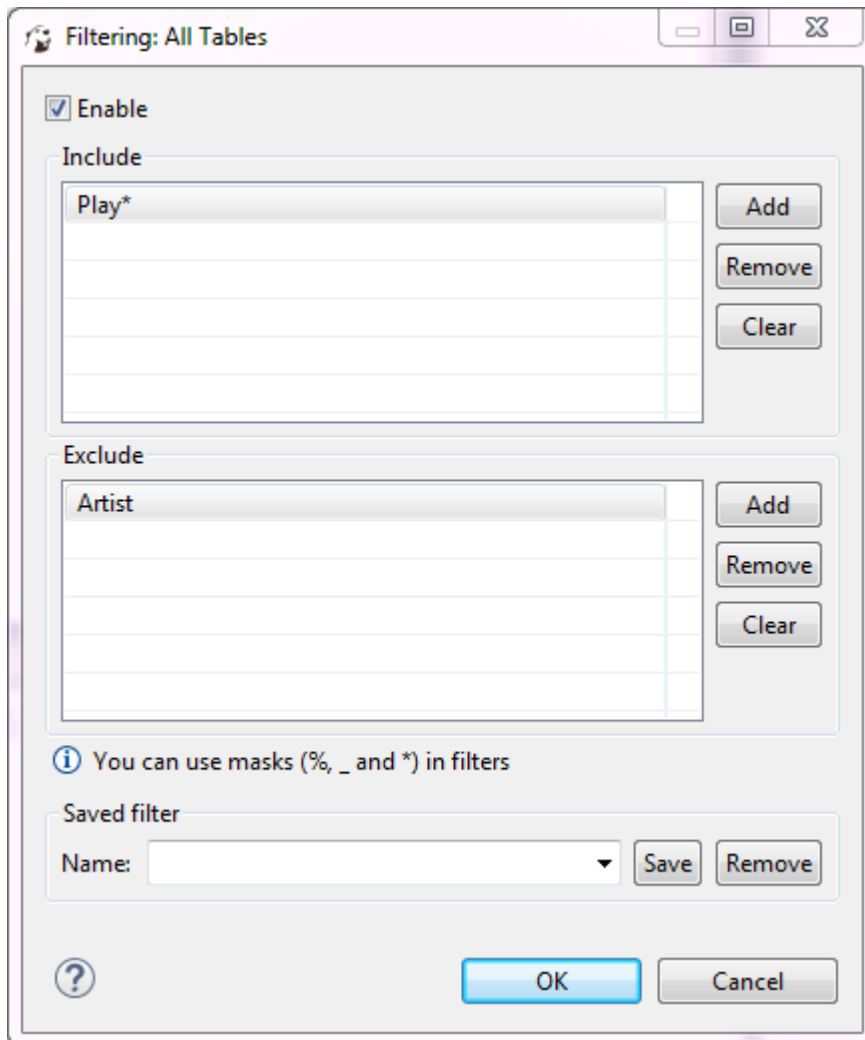 Filtering: All Tables
Enable
Include
Play*
Add
Remove
Clear
Exclude
Artist
Add
Remove
Clear
You can use masks (%, _ and *) in filters
Saved filter
Name:
Save
Remove
OK
Cancel